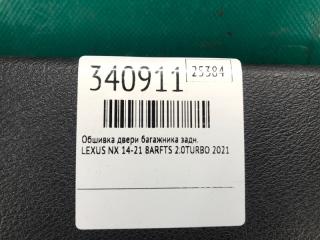 340911 25384
Обшивка двери багажника задн.
LEXUS NX 14-21 8ARFTS 2.0TURBO 2021